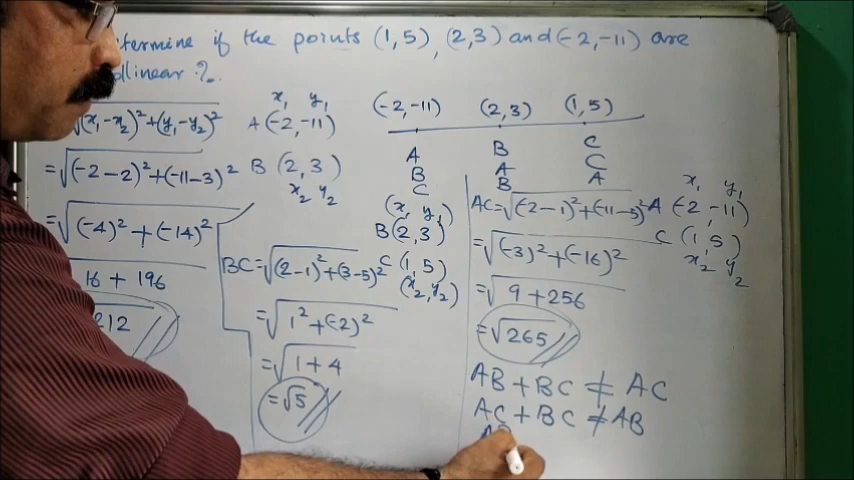 termine if the points (1,5), (2,3) and (-2,-11) are
llinear ?.
√(x₁-x₂)²+(y₁-y₂)²
= √(-2-2)²+(-11-3)²
= √(-4)²+(-14)²
16 + 196
212
x₁ y₁
A (-2,-11)
B (2,3)
x₂ y₂
(-2,-11) (2,3) (1,5)
A B C
B A C
C B A
(x₁ y₁)
B(2,3)
C (1,5)
(x₂,y₂)
BC=√(2-1)²+(3-5)²
=√1²+(-2)²
=√1+4
=√5
AC=√(-2-1)²+(-11-5)²
=√(-3)²+(-16)²
=√9+256
=√265
x₁ y₁
A (-2,-11)
C (1,5)
x₂ y₂
AB + BC ≠ AC
AC + BC ≠ AB